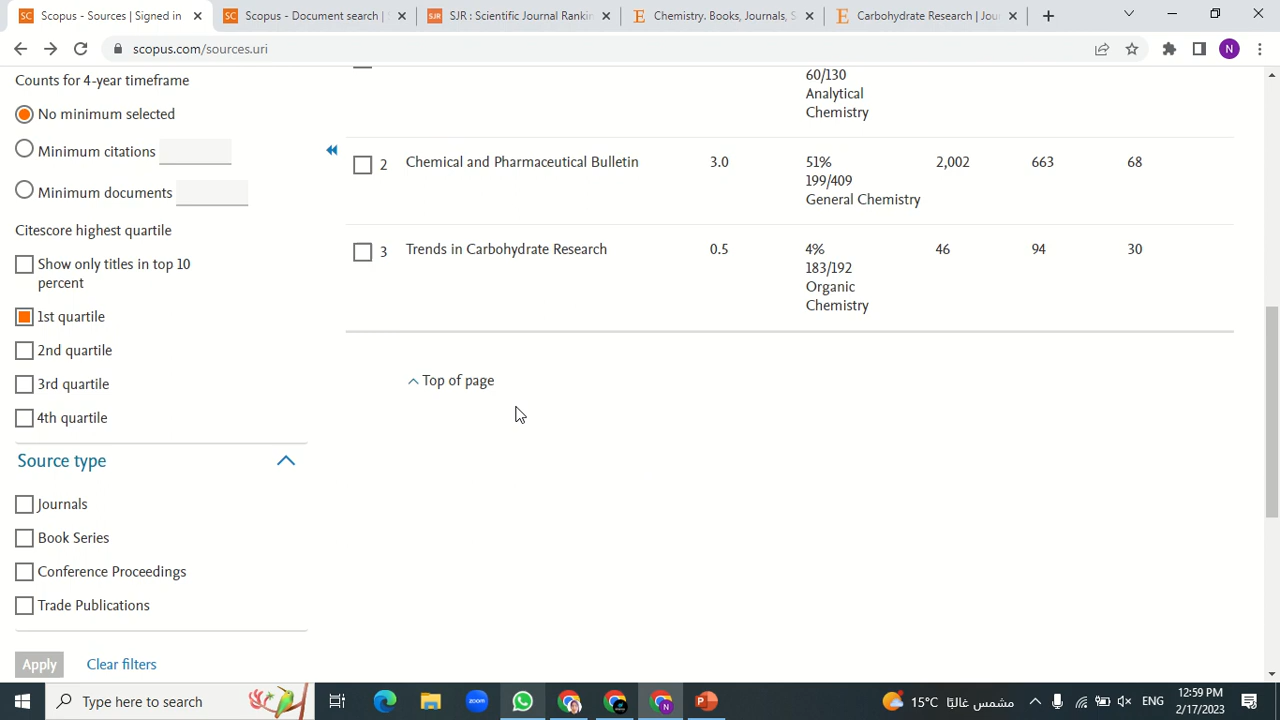 Scopus - Sources | Signed in
Scopus - Document search |
SJR : Scientific Journal Rankin
Chemistry. Books, Journals, S
Carbohydrate Research | Jou
scopus.com/sources.uri
N
Counts for 4-year timeframe
No minimum selected
Minimum citations
Minimum documents
Citescore highest quartile
Show only titles in top 10
percent
1st quartile
2nd quartile
3rd quartile
4th quartile
Source type
Journals
Book Series
Conference Proceedings
Trade Publications
Apply
Clear filters
60/130
Analytical
Chemistry
2 Chemical and Pharmaceutical Bulletin 3.0 51% 2,002 663 68
199/409
General Chemistry
3 Trends in Carbohydrate Research 0.5 4% 46 94 30
183/192
Organic
Chemistry
Top of page
Type here to search
zoom
15°C مشمس غالبًا
ENG
12:59 PM
2/17/2023